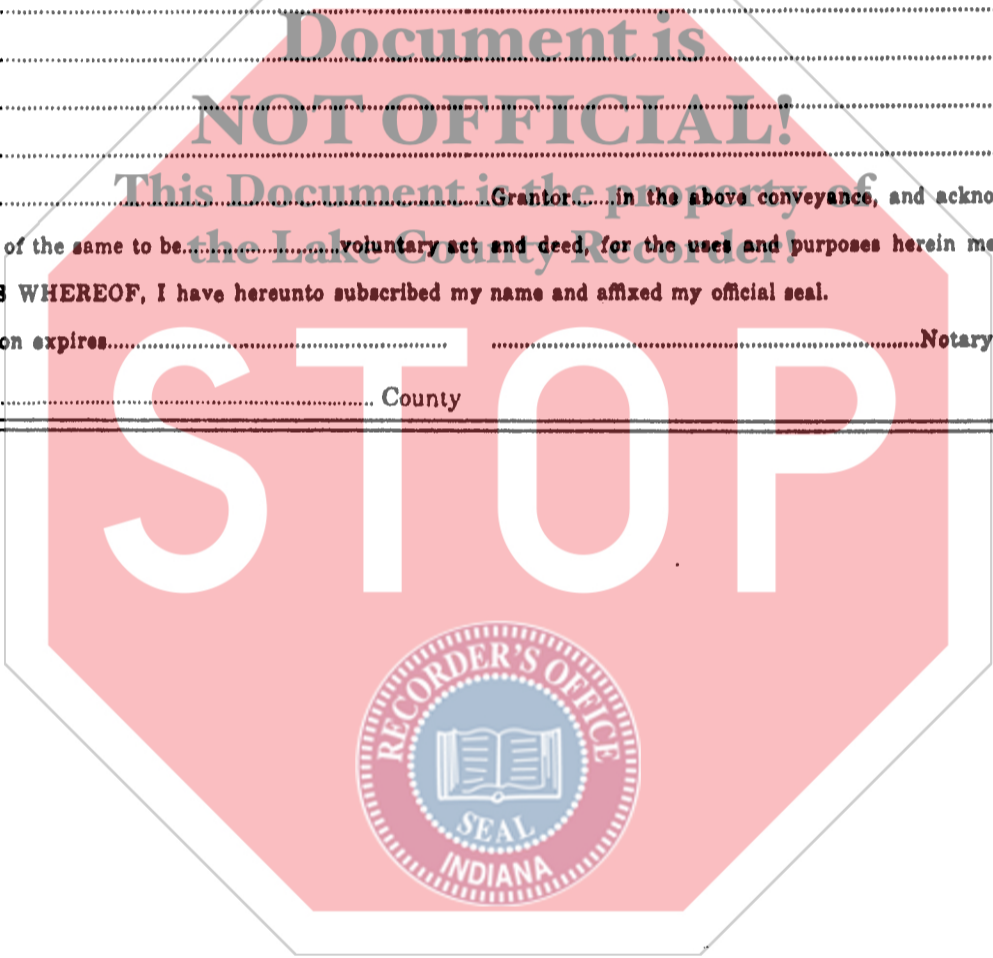 Document is
NOT OFFICIAL!
This Document is the property of
the Lake County Recorder!
Grantor in the above conveyance, and ackno
of the same to be voluntary act and deed, for the uses and purposes herein me
S WHEREOF, I have hereunto subscribed my name and affixed my official seal.
on expires Notary
County
STOP
RECORDER'S OFFICE
SEAL
INDIANA